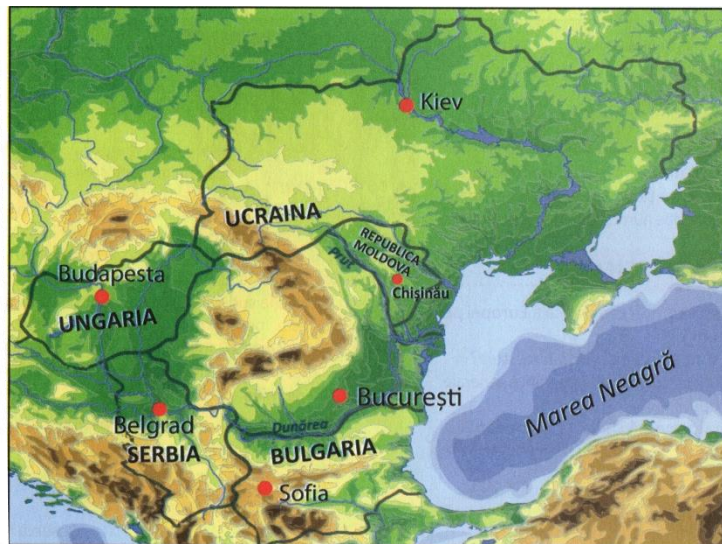 Kiev
UCRAINA
REPUBLICA
MOLDOVA
Prut
Chișinău
Budapesta
UNGARIA
București
Marea Neagră
Belgrad
Dunărea
SERBIA
BULGARIA
Sofia